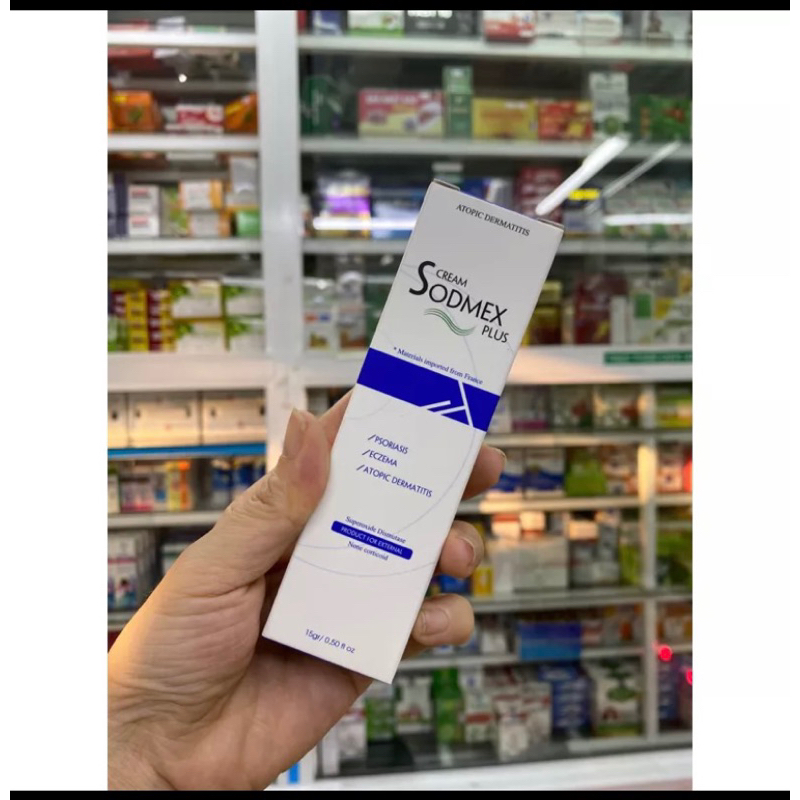 ATOPIC DERMATITIS
CREAM
SODMEX
PLUS
* Materials imported from France
/PSORIASIS
/ECZEMA
/ATOPIC DERMATITIS
Superoxide Dismutase
PRODUCT FOR EXTERNAL
None corticoid
15gr/ 0.50 fl oz